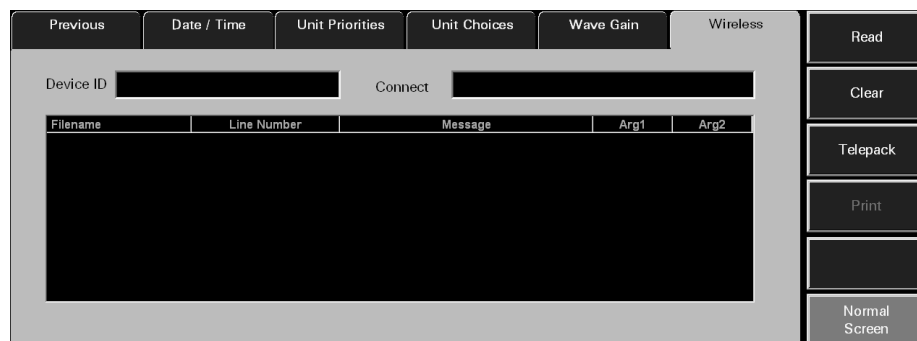 Previous
Date / Time
Unit Priorities
Unit Choices
Wave Gain
Wireless
Read
Device ID
Connect
Clear
Filename
Line Number
Message
Arg1
Arg2
Telepack
Print
Normal
Screen